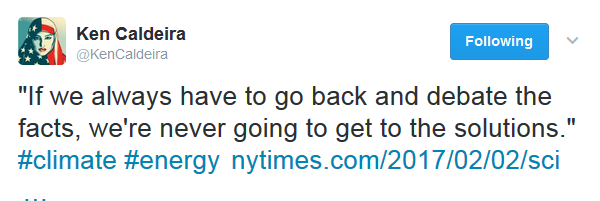 Ken Caldeira
@KenCaldeira
Following
"If we always have to go back and debate the
facts, we're never going to get to the solutions."
#climate #energy nytimes.com/2017/02/02/sci
…